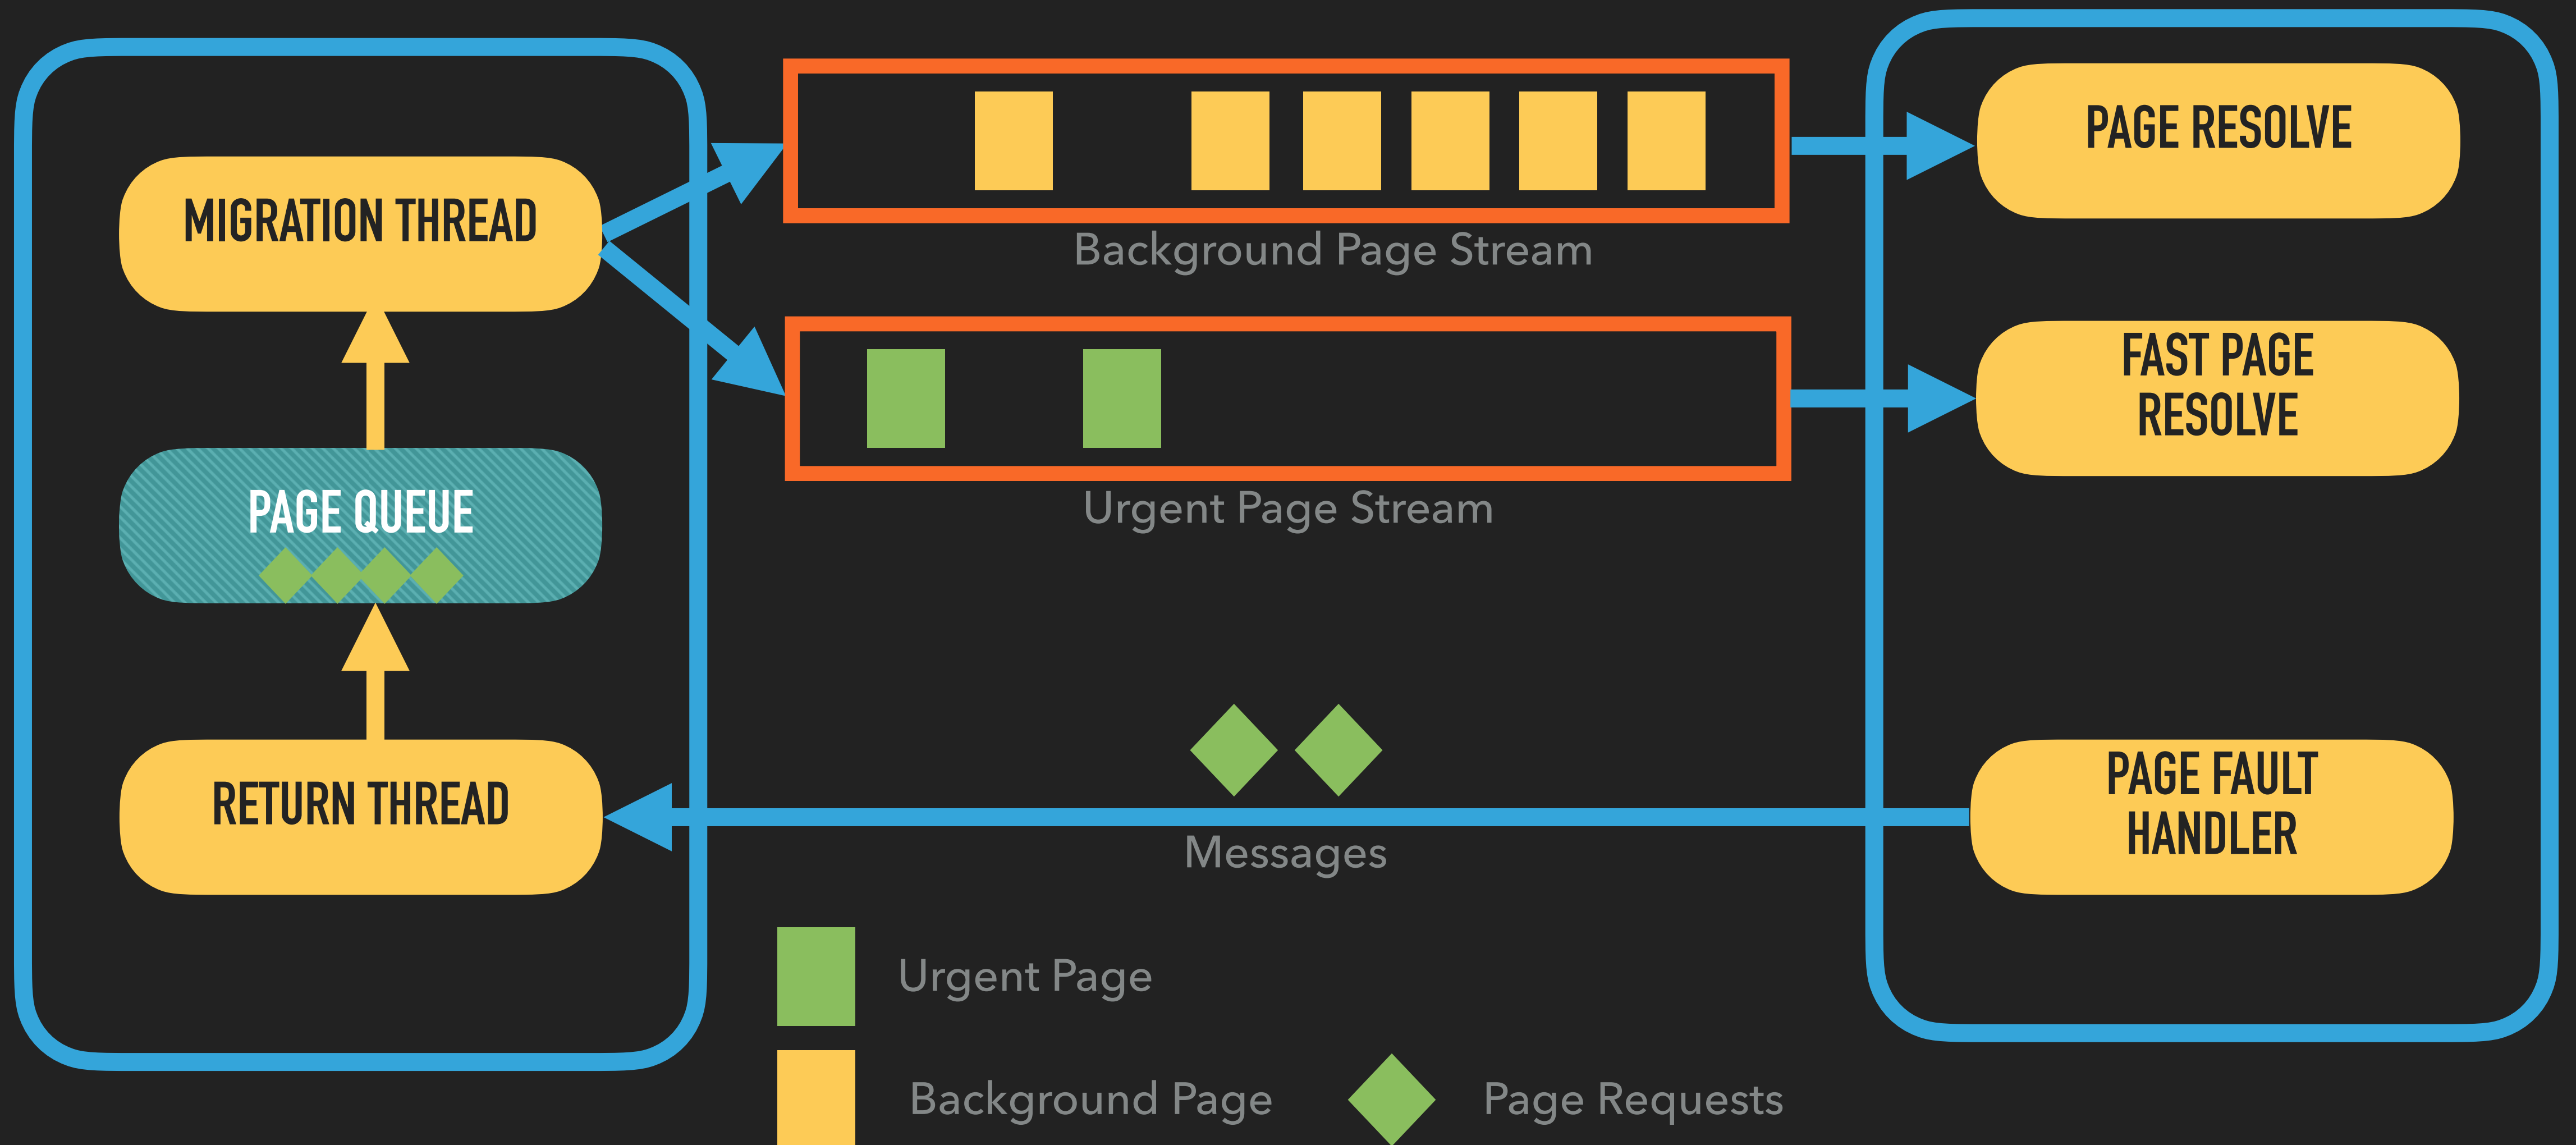 MIGRATION THREAD
PAGE QUEUE
RETURN THREAD
Background Page Stream
Urgent Page Stream
Messages
PAGE RESOLVE
FAST PAGE
RESOLVE
PAGE FAULT
HANDLER
Urgent Page
Background Page
Page Requests